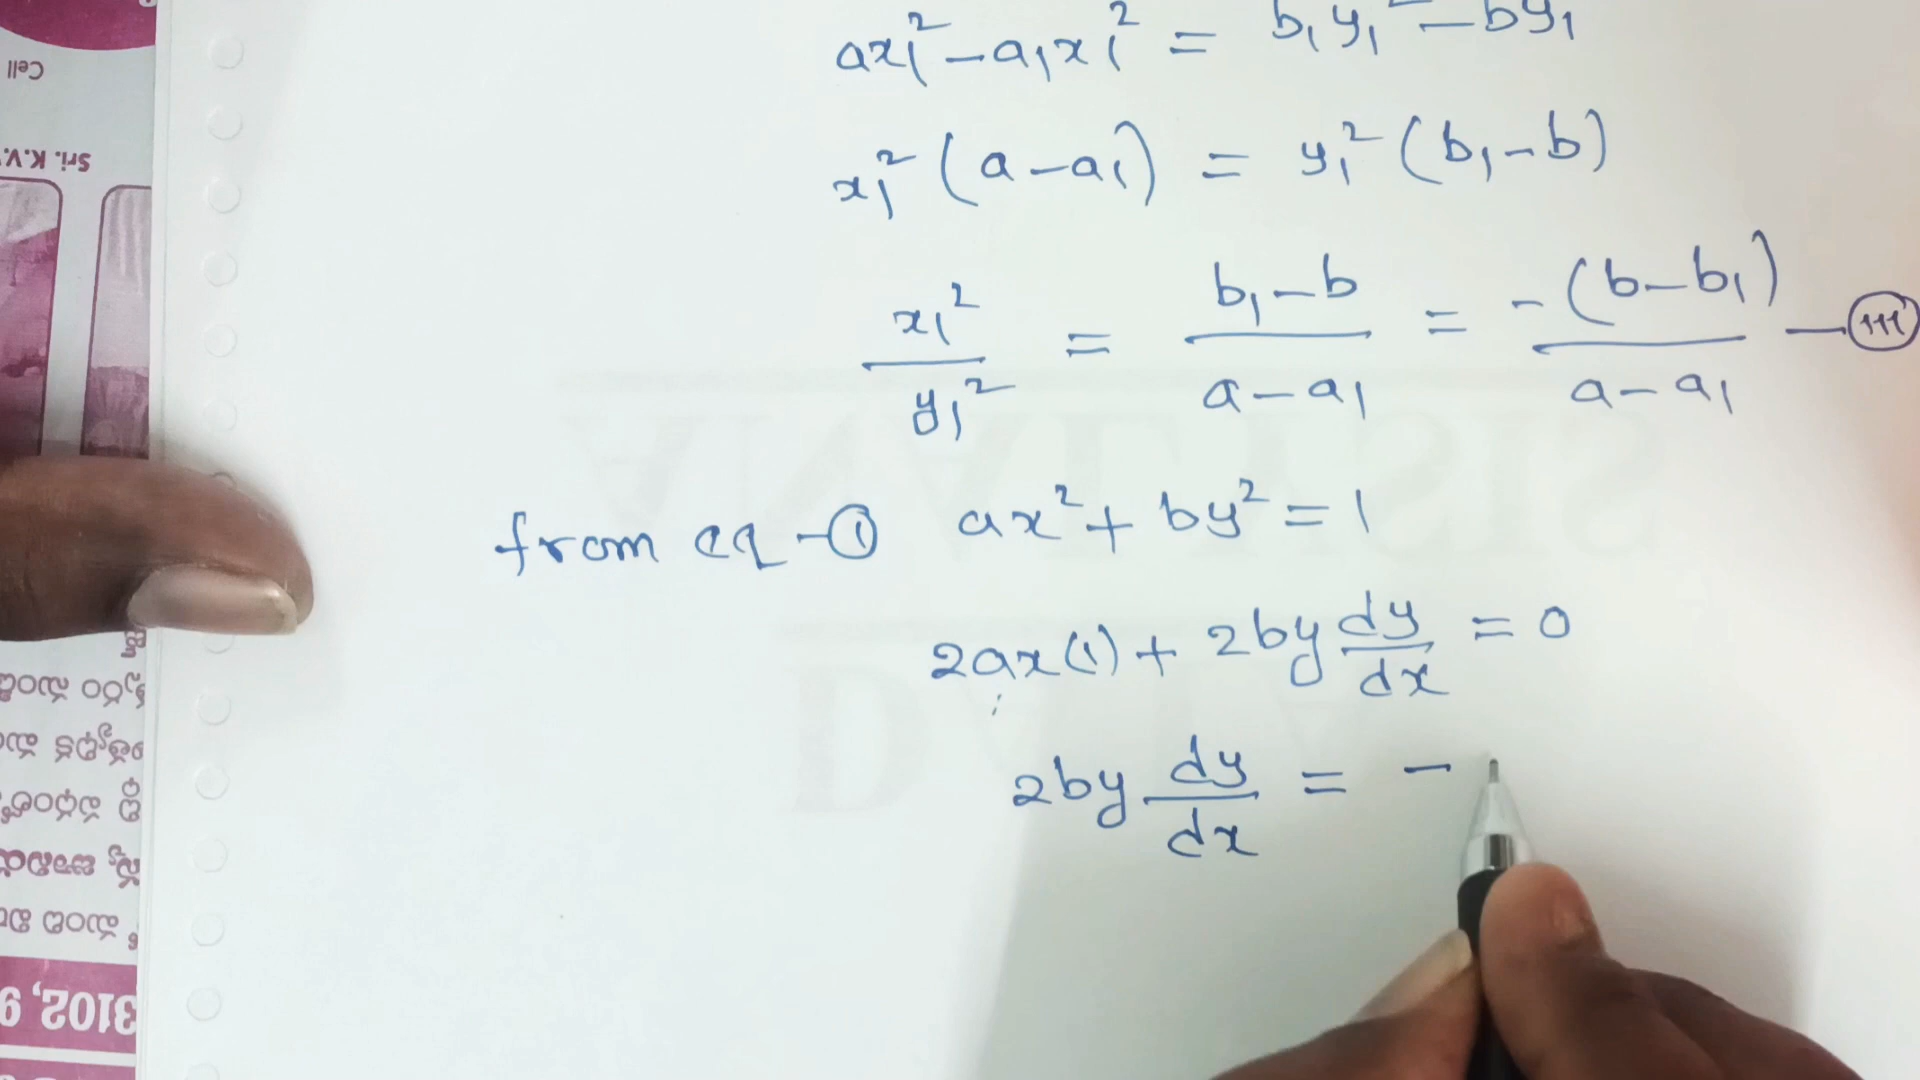 ax₁² - a₁x₁² = b₁y₁² - by₁
x₁² (a - a₁) = y₁² (b₁ - b)
x₁²/y₁² = (b₁ - b)/(a - a₁) = -(b - b₁)/(a - a₁) — (iii)
from eq - ① ax² + by² = 1
2ax(1) + 2by dy/dx = 0
2by dy/dx = -
Cell
Sri. K.V.
3102, 9